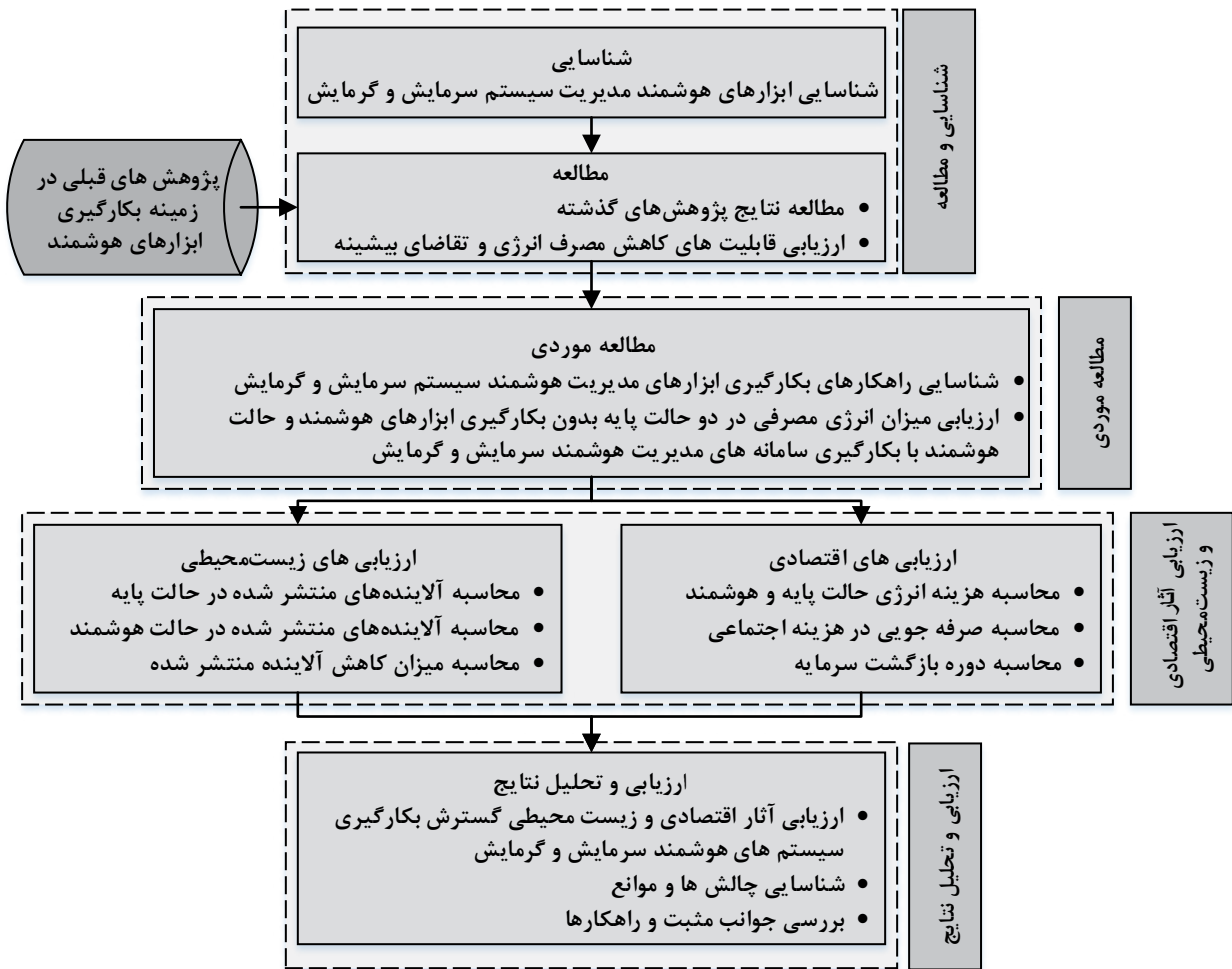 شناسایی
شناسایی ابزارهای هوشمند مدیریت سیستم سرمایش و گرمایش
شناسایی و مطالعه
مطالعه
• مطالعه نتایج پژوهش‌های گذشته
• ارزیابی قابلیت های کاهش مصرف انرژی و تقاضای بیشینه
پژوهش های قبلی در
زمینه بکارگیری
ابزارهای هوشمند
مطالعه موردی
• شناسایی راهکارهای بکارگیری ابزارهای مدیریت هوشمند سیستم سرمایش و گرمایش
• ارزیابی میزان انرژی مصرفی در دو حالت پایه بدون بکارگیری ابزارهای هوشمند و حالت
هوشمند با بکارگیری سامانه های مدیریت هوشمند سرمایش و گرمایش
مطالعه موردی
ارزیابی های اقتصادی
• محاسبه هزینه انرژی حالت پایه و هوشمند
• محاسبه صرفه جویی در هزینه اجتماعی
• محاسبه دوره بازگشت سرمایه
ارزیابی های زیست‌محیطی
• محاسبه آلاینده‌های منتشر شده در حالت پایه
• محاسبه آلاینده‌های منتشر شده در حالت هوشمند
• محاسبه میزان کاهش آلاینده منتشر شده
ارزیابی آثار اقتصادی
و زیست‌محیطی
ارزیابی و تحلیل نتایج
• ارزیابی آثار اقتصادی و زیست محیطی گسترش بکارگیری
سیستم های هوشمند سرمایش و گرمایش
• شناسایی چالش ها و موانع
• بررسی جوانب مثبت و راهکارها
ارزیابی و تحلیل نتایج